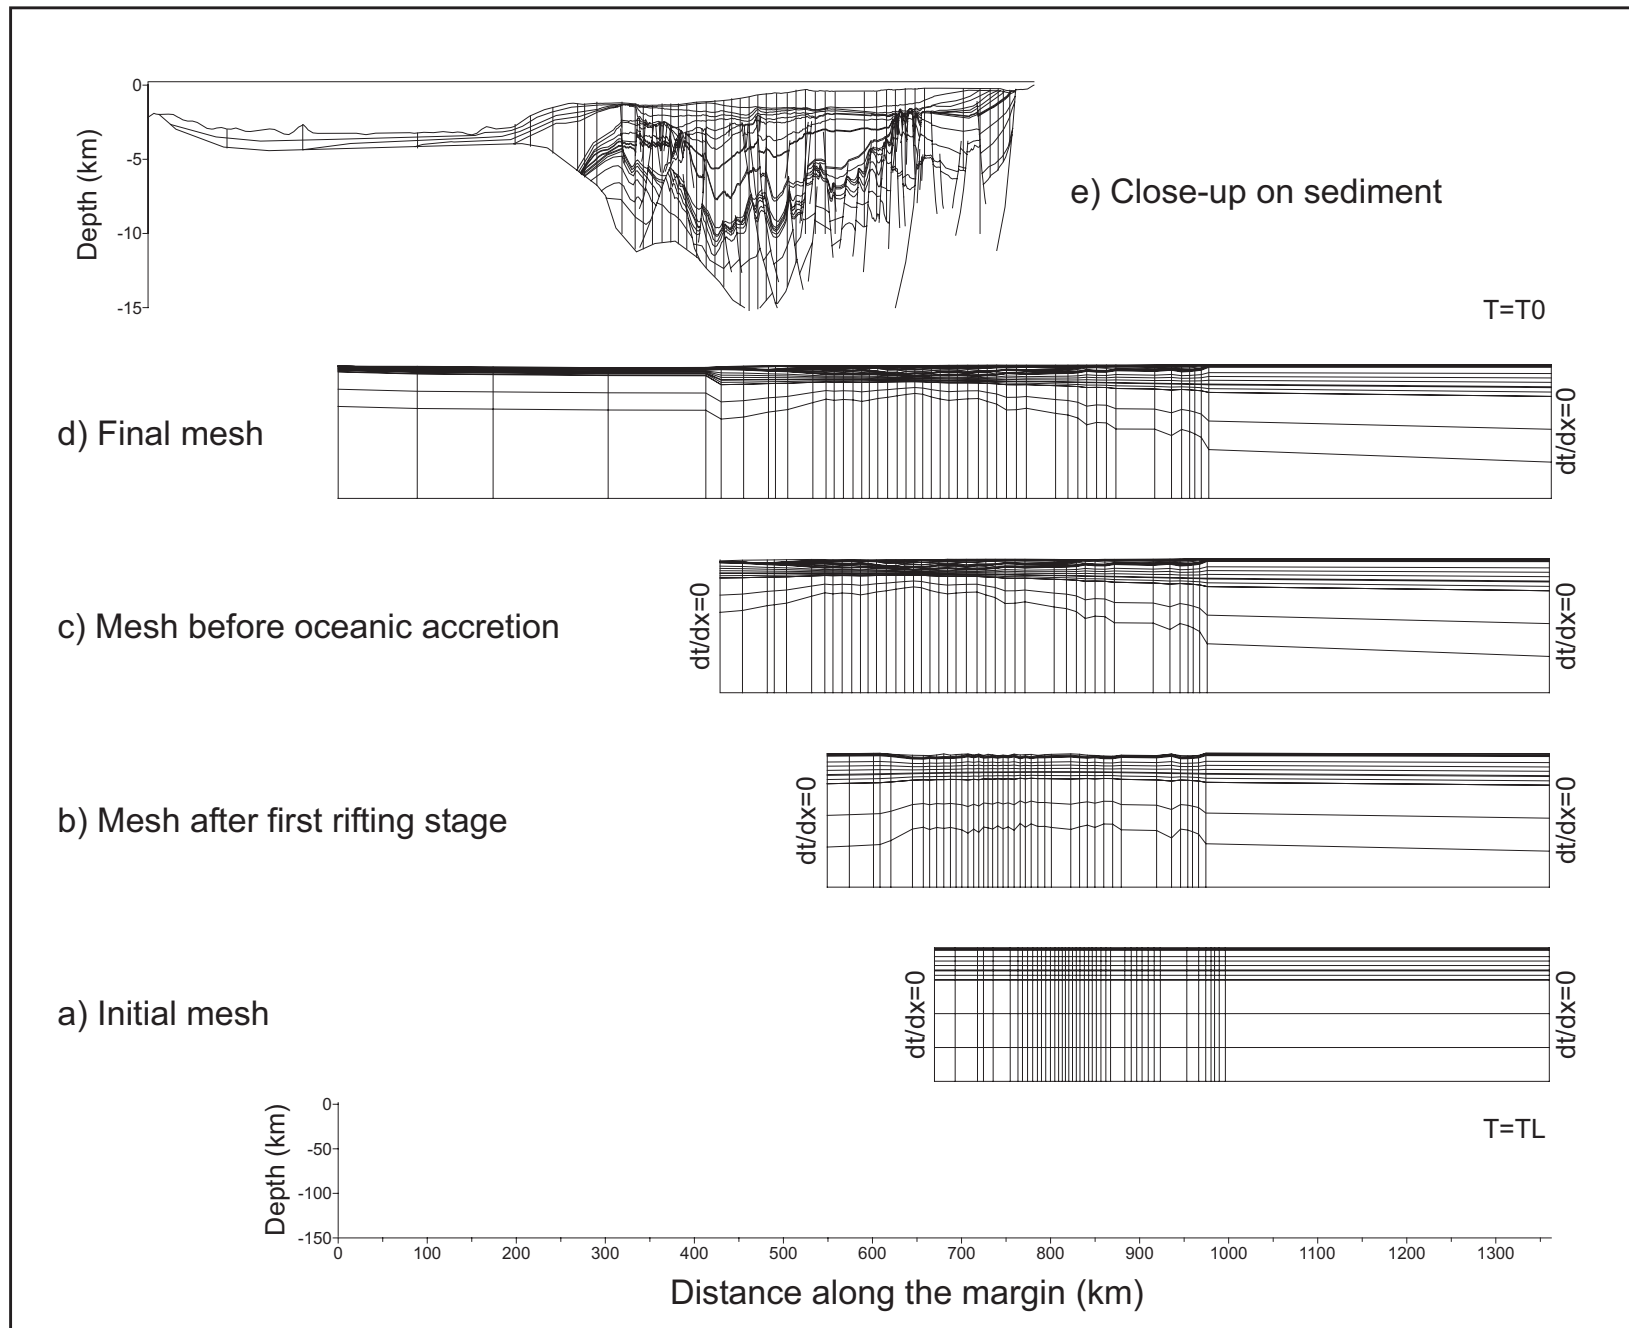 0
-5
-10
-15
Depth (km)
e) Close-up on sediment
T=T0
d) Final mesh
dt/dx=0
c) Mesh before oceanic accretion
dt/dx=0
dt/dx=0
b) Mesh after first rifting stage
dt/dx=0
dt/dx=0
a) Initial mesh
dt/dx=0
dt/dx=0
T=TL
0
-50
-100
-150
Depth (km)
0 100 200 300 400 500 600 700 800 900 1000 1100 1200 1300
Distance along the margin (km)